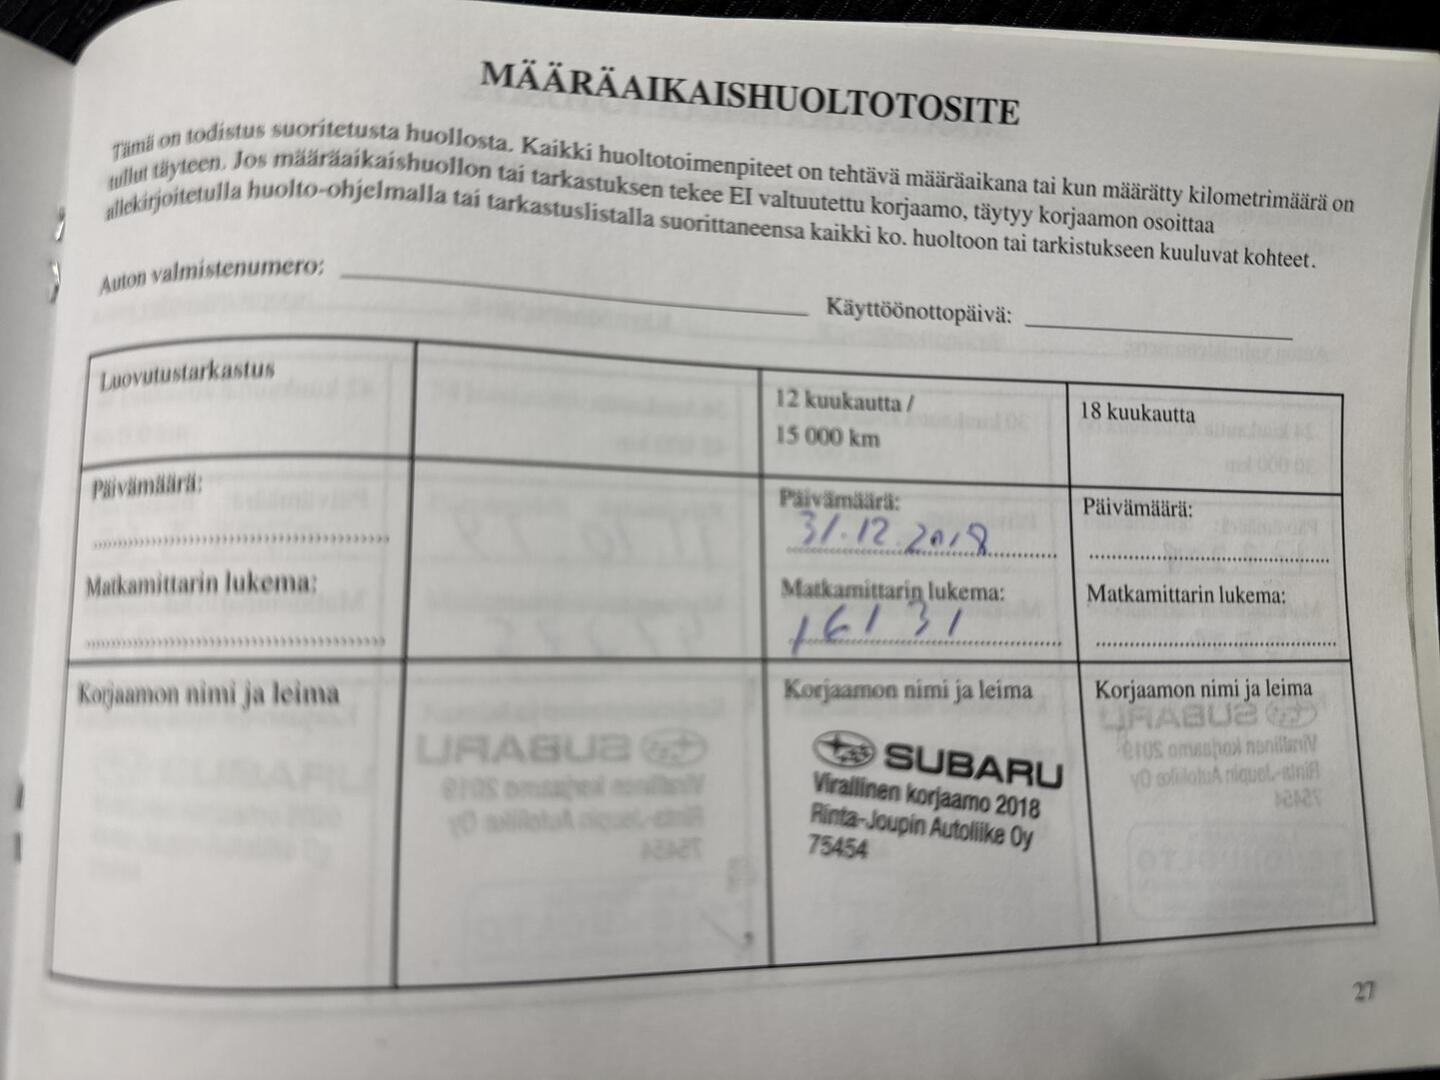 MÄÄRÄAIKAISHUOLTOTOSITE
Tämä on todistus suoritetusta huollosta. Kaikki huoltotoimenpiteet on tehtävä määräaikana tai kun määrätty kilometrimäärä on
tullut täyteen. Jos määräaikaishuollon tai tarkastuksen tekee EI valtuutettu korjaamo, täytyy korjaamon osoittaa
allekirjoitetulla huolto-ohjelmalla tai tarkastuslistalla suorittaneensa kaikki ko. huoltoon tai tarkistukseen kuuluvat kohteet.
Auton valmistenumero:
Käyttöönottopäivä:
Luovutustarkastus
12 kuukautta /
15 000 km
18 kuukautta
Päivämäärä:
Päivämäärä:
31.12.2018
Päivämäärä:
Matkamittarin lukema:
Matkamittarin lukema:
16131
Matkamittarin lukema:
Korjaamon nimi ja leima
Korjaamon nimi ja leima
SUBARU
Virallinen korjaamo 2018
Rinta-Joupin Autoliike Oy
75454
Korjaamon nimi ja leima
27